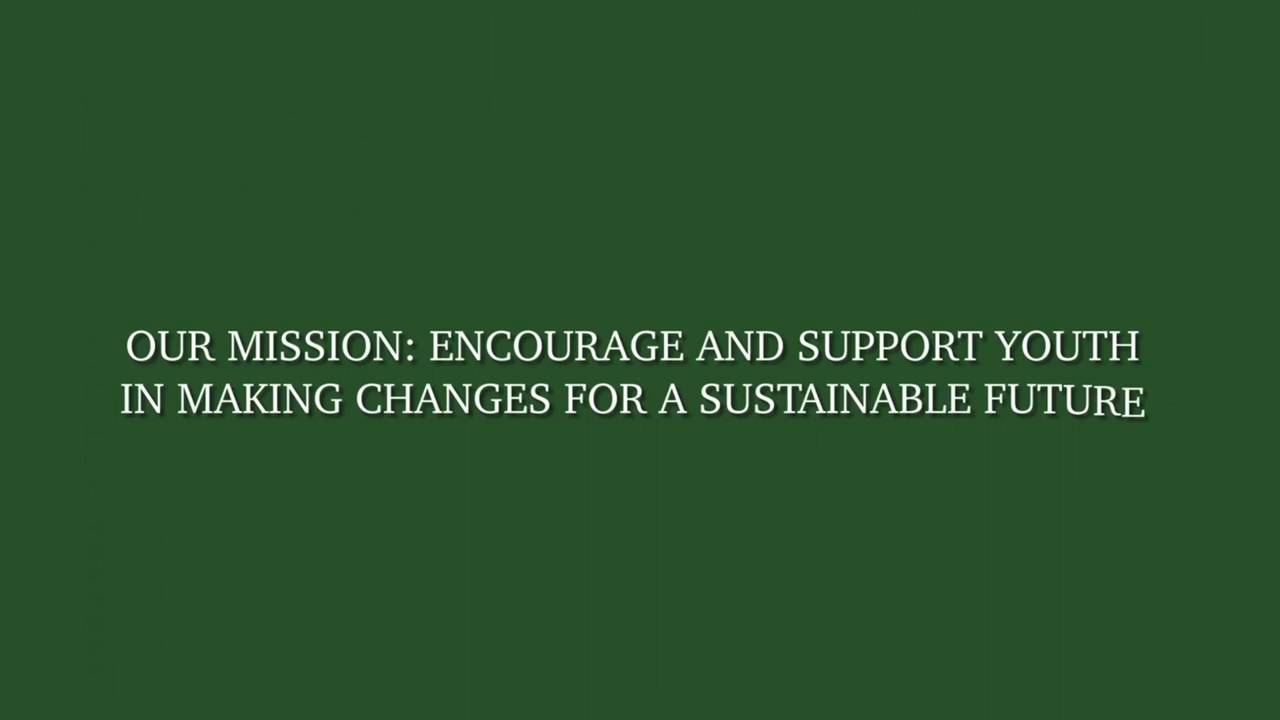 OUR MISSION: ENCOURAGE AND SUPPORT YOUTH
IN MAKING CHANGES FOR A SUSTAINABLE FUTURE